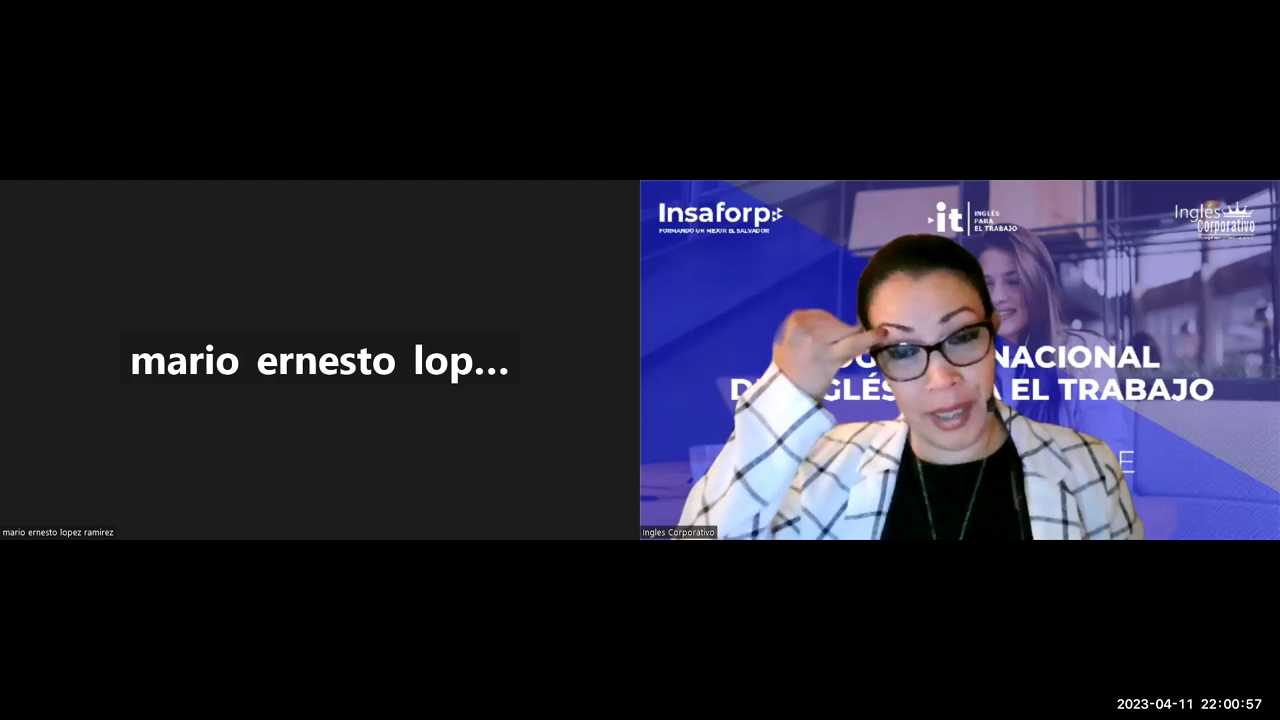 mario ernesto lop...
mario ernesto lopez ramirez
Insaforp
FORMANDO UN MEJOR EL SALVADOR
it
INGLÉS
PARA
EL TRABAJO
Inglés
Corporativo
NACIONAL
EL TRABAJO
Ingles Corporativo
2023-04-11 22:00:57